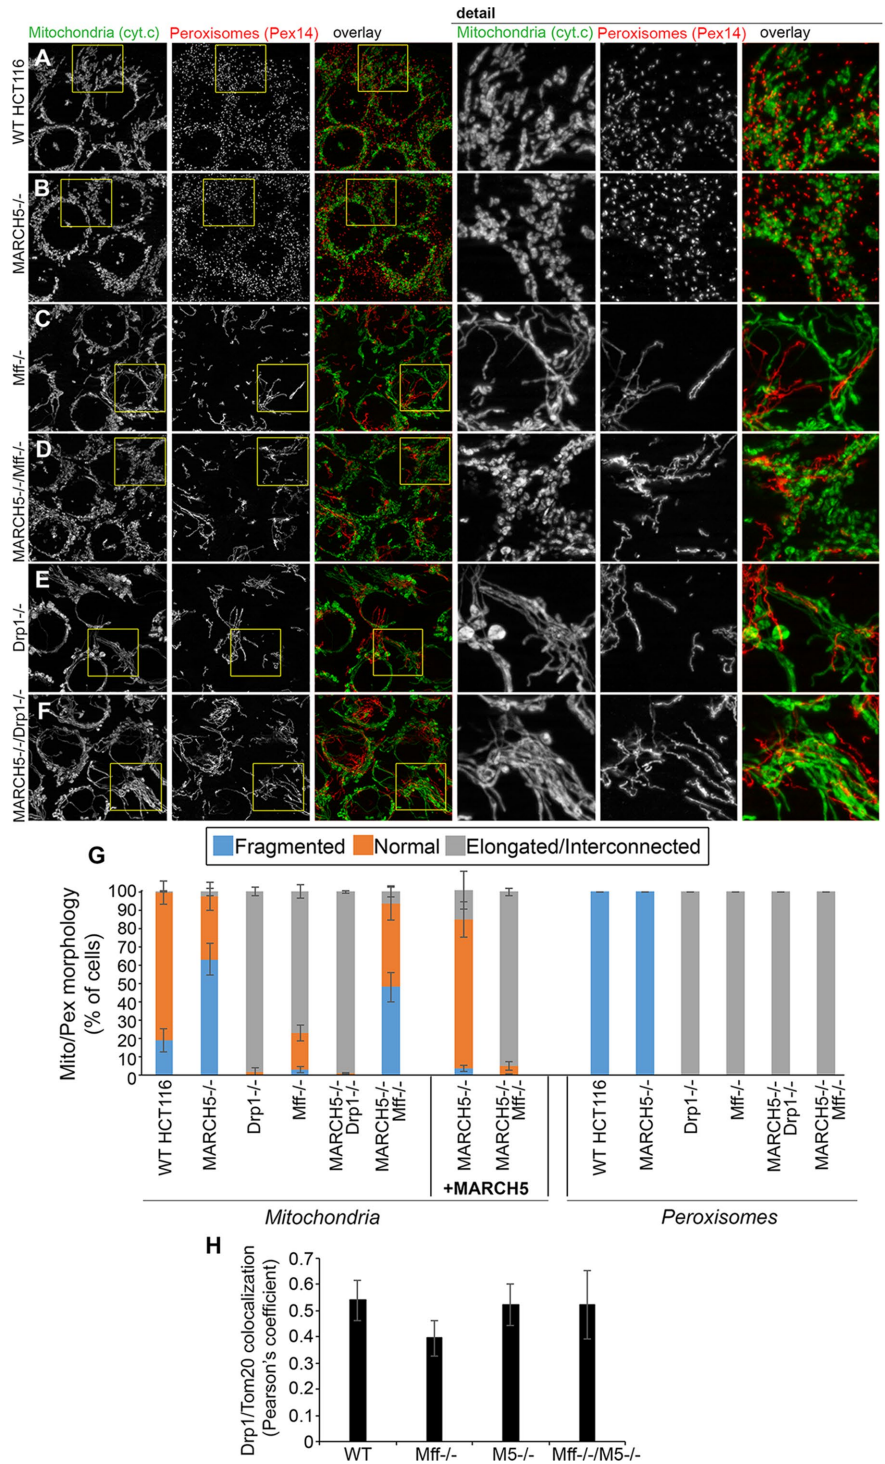 detail
Mitochondria (cyt.c) Peroxisomes (Pex14) overlay Mitochondria (cyt.c) Peroxisomes (Pex14) overlay
A
WT HCT116
B
MARCH5-/-
C
Mff-/-
D
MARCH5-/-/Mff-/-
E
Drp1-/-
F
MARCH5-/-/Drp1-/-
G
Fragmented Normal Elongated/Interconnected
Mito/Pex morphology
(% of cells)
100
90
80
70
60
50
40
30
20
10
0
WT HCT116
MARCH5-/-
Drp1-/-
Mff-/-
MARCH5-/-
Drp1-/-
MARCH5-/-
Mff-/-
MARCH5-/-
MARCH5-/-
Mff-/-
WT HCT116
MARCH5-/-
Drp1-/-
Mff-/-
MARCH5-/-
Drp1-/-
MARCH5-/-
Mff-/-
+MARCH5
Mitochondria
Peroxisomes
H
Drp1/Tom20 colocalization
(Pearson's coefficient)
0.7
0.6
0.5
0.4
0.3
0.2
0.1
0
WT Mff-/- M5-/- Mff-/-/M5-/-